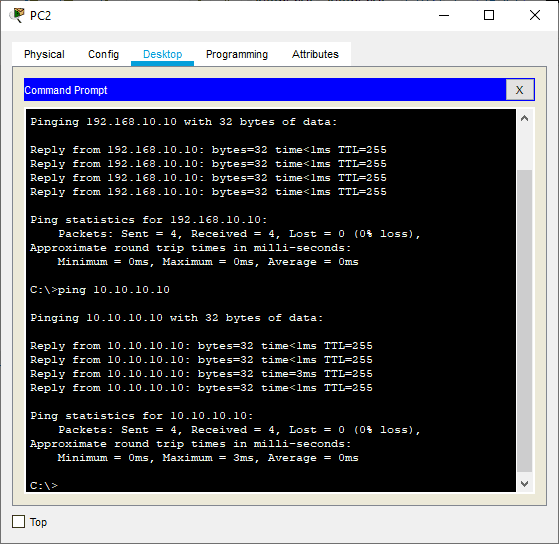 PC2
Physical Config Desktop Programming Attributes
Command Prompt X
Pinging 192.168.10.10 with 32 bytes of data:
Reply from 192.168.10.10: bytes=32 time<1ms TTL=255
Reply from 192.168.10.10: bytes=32 time<1ms TTL=255
Reply from 192.168.10.10: bytes=32 time<1ms TTL=255
Reply from 192.168.10.10: bytes=32 time<1ms TTL=255
Ping statistics for 192.168.10.10:
Packets: Sent = 4, Received = 4, Lost = 0 (0% loss),
Approximate round trip times in milli-seconds:
Minimum = 0ms, Maximum = 0ms, Average = 0ms
C:\>ping 10.10.10.10
Pinging 10.10.10.10 with 32 bytes of data:
Reply from 10.10.10.10: bytes=32 time<1ms TTL=255
Reply from 10.10.10.10: bytes=32 time<1ms TTL=255
Reply from 10.10.10.10: bytes=32 time=3ms TTL=255
Reply from 10.10.10.10: bytes=32 time<1ms TTL=255
Ping statistics for 10.10.10.10:
Packets: Sent = 4, Received = 4, Lost = 0 (0% loss),
Approximate round trip times in milli-seconds:
Minimum = 0ms, Maximum = 3ms, Average = 0ms
C:\>
Top